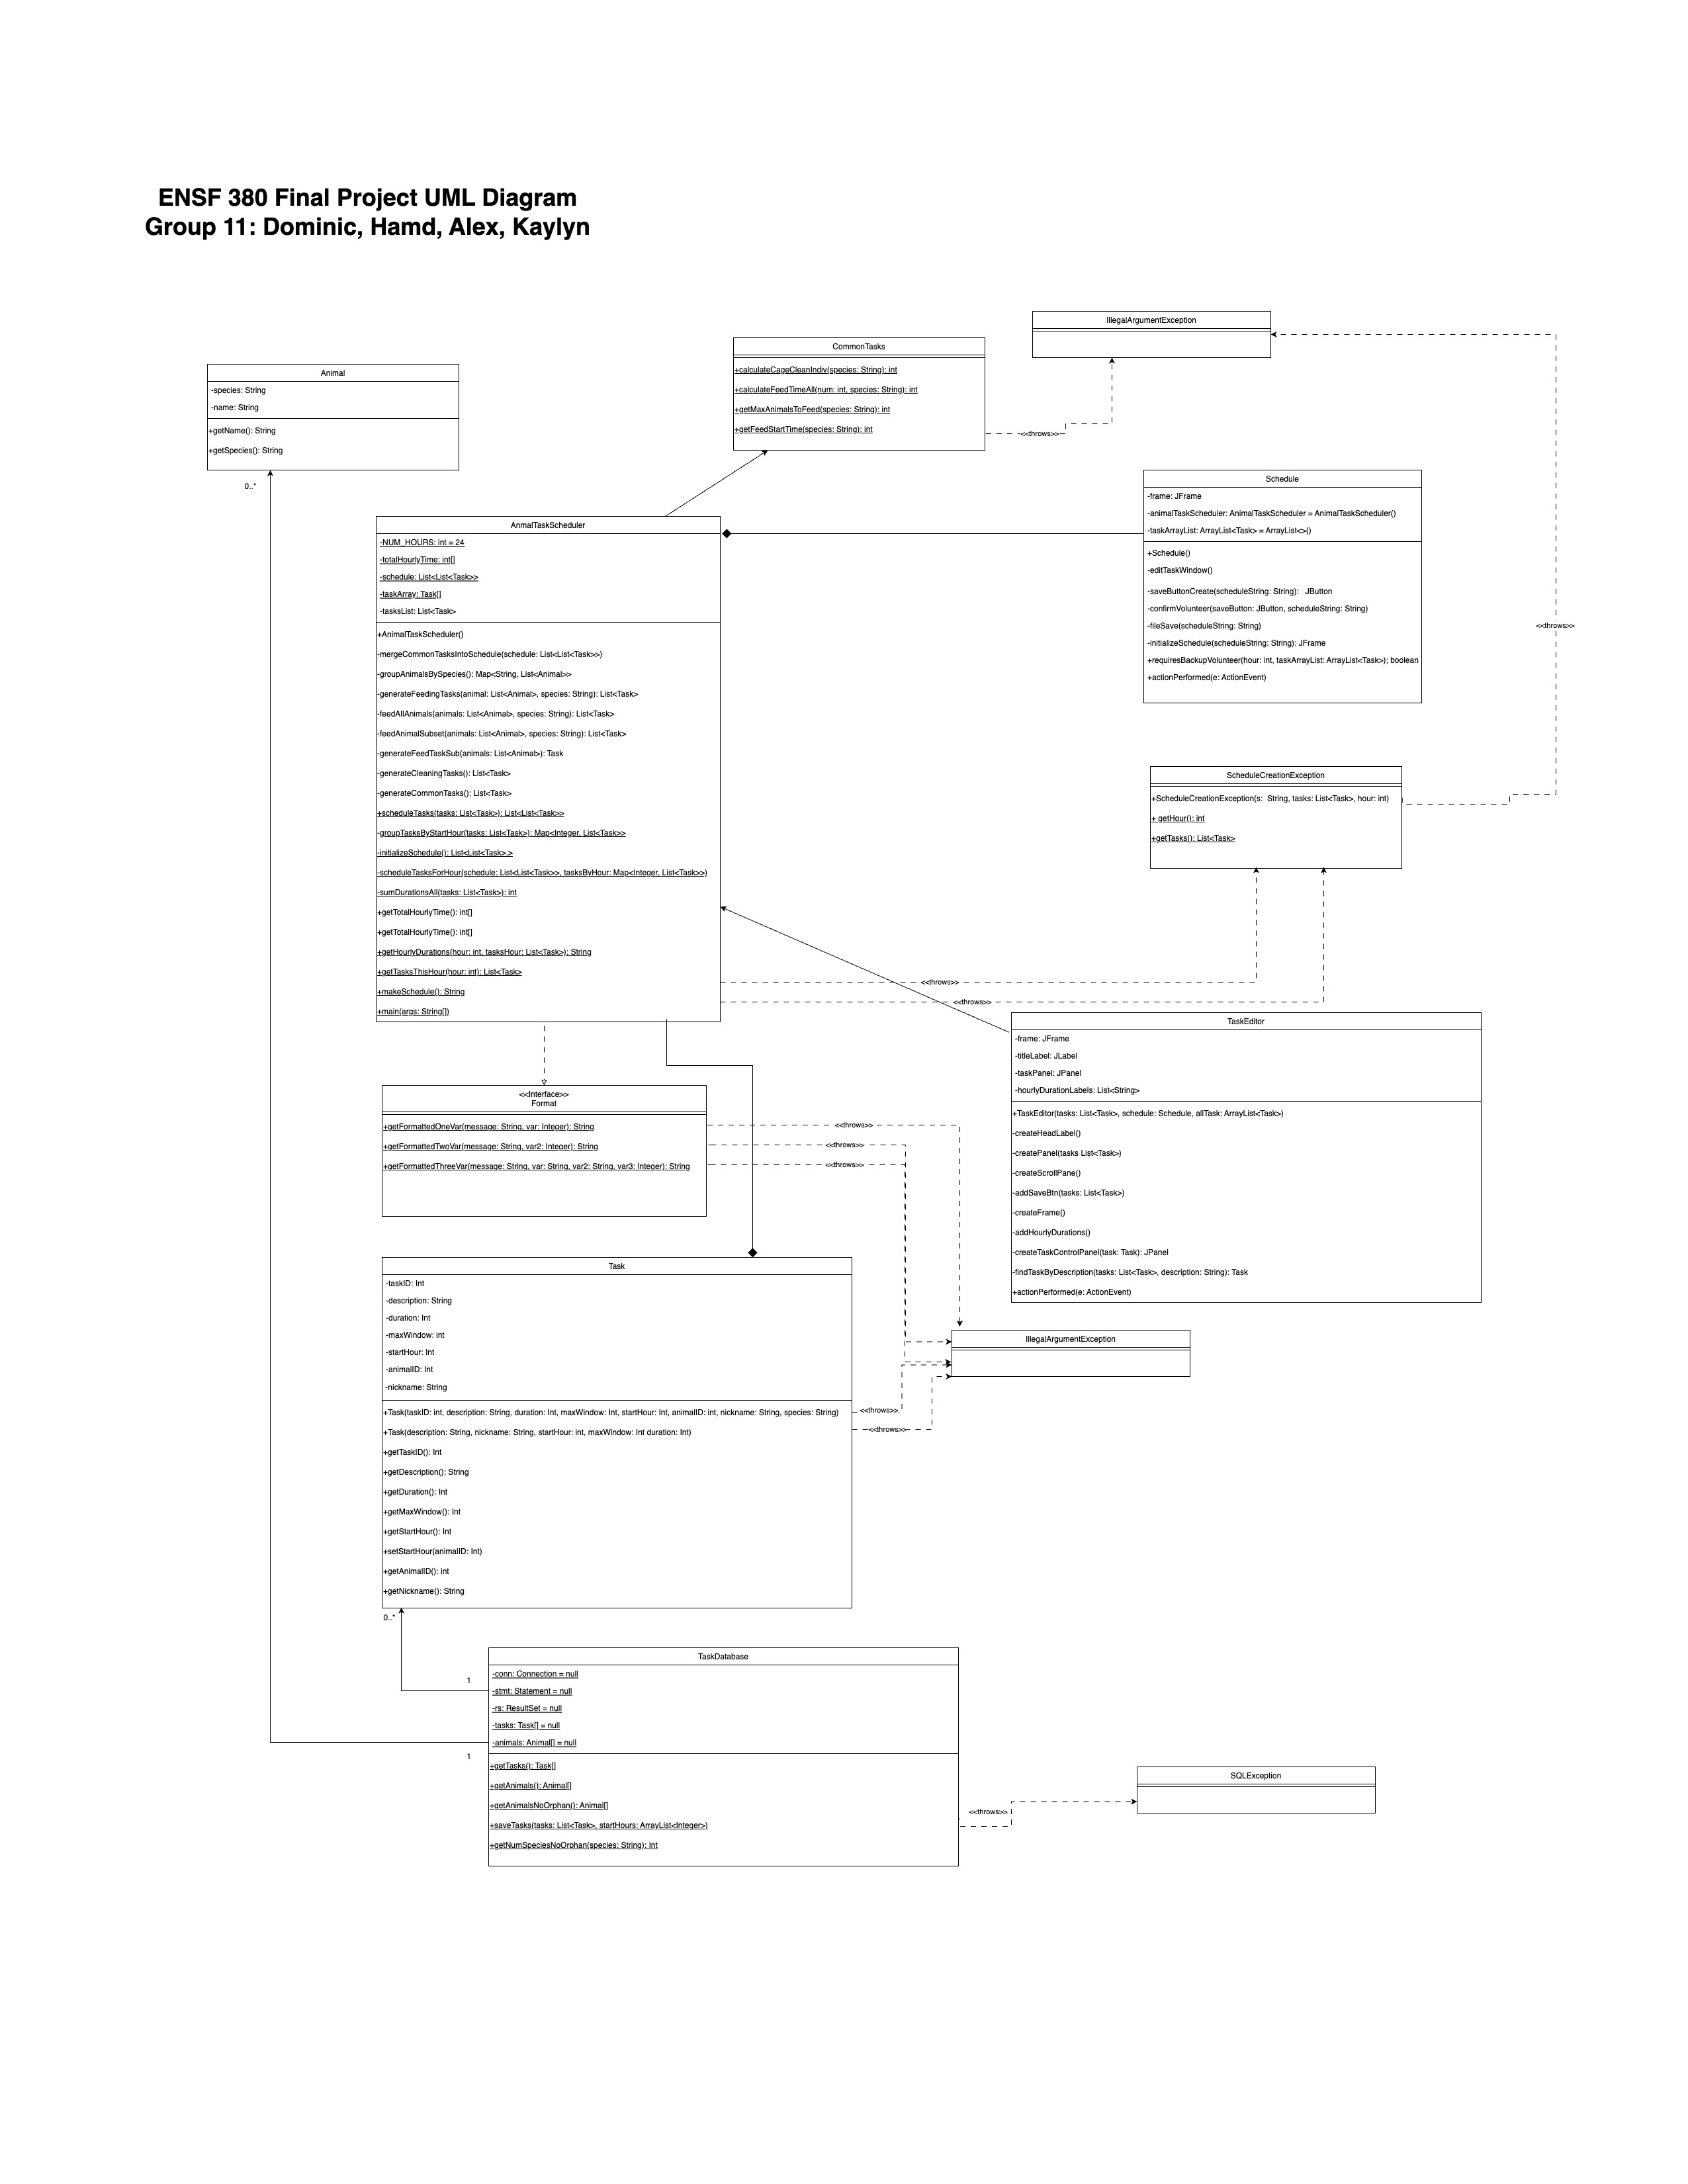 ENSF 380 Final Project UML Diagram
Group 11: Dominic, Hamd, Alex, Kaylyn
IllegalArgumentException
CommonTasks
+calculateCageCleanIndiv(species: String): int
+calculateFeedTimeAll(num: int, species: String): int
+getMaxAnimalsToFeed(species: String): int
+getFeedStartTime(species: String): int
<<throws>>
Animal
-species: String
-name: String
+getName(): String
+getSpecies(): String
0..*
Schedule
-frame: JFrame
-animalTaskScheduler: AnimalTaskScheduler = AnimalTaskScheduler()
-taskArrayList: ArrayList<Task> = ArrayList<>()
+Schedule()
-editTaskWindow()
-saveButtonCreate(scheduleString: String): JButton
-confirmVolunteer(saveButton: JButton, scheduleString: String)
-fileSave(scheduleString: String)
-initializeSchedule(scheduleString: String): JFrame
+requiresBackupVolunteer(hour: int, taskArrayList: ArrayList<Task>); boolean
+actionPerformed(e: ActionEvent)
<<throws>>
AnmalTaskScheduler
-NUM_HOURS: int = 24
-totalHourlyTime: int[]
-schedule: List<List<Task>>
-taskArray: Task[]
-tasksList: List<Task>
+AnimalTaskScheduler()
-mergeCommonTasksIntoSchedule(schedule: List<List<Task>>)
-groupAnimalsBySpecies(): Map<String, List<Animal>>
-generateFeedingTasks(animal: List<Animal>, species: String): List<Task>
-feedAllAnimals(animals: List<Animal>, species: String): List<Task>
-feedAnimalSubset(animals: List<Animal>, species: String): List<Task>
-generateFeedTaskSub(animals: List<Animal>): Task
-generateCleaningTasks(): List<Task>
-generateCommonTasks(): List<Task>
+scheduleTasks(tasks: List<Task>): List<List<Task>>
-groupTasksByStartHour(tasks: List<Task>): Map<Integer, List<Task>>
-initializeSchedule(): List<List<Task>.>
-scheduleTasksForHour(schedule: List<List<Task>>, tasksByHour: Map<Integer, List<Task>>)
-sumDurationsAll(tasks: List<Task>): int
+getTotalHourlyTime(): int[]
+getTotalHourlyTime(): int[]
+getHourlyDurations(hour: int, tasksHour: List<Task>): String
+getTasksThisHour(hour: int): List<Task>
+makeSchedule(): String
+main(args: String[])
ScheduleCreationException
+ScheduleCreationException(s: String, tasks: List<Task>, hour: int)
+ getHour(): int
+getTasks(): List<Task>
<<throws>>
<<throws>>
TaskEditor
-frame: JFrame
-titleLabel: JLabel
-taskPanel: JPanel
-hourlyDurationLabels: List<String>
+TaskEditor(tasks: List<Task>, schedule: Schedule, allTask: ArrayList<Task>)
-createHeadLabel()
-createPanel(tasks List<Task>)
-createScrollPane()
-addSaveBtn(tasks: List<Task>)
-createFrame()
-addHourlyDurations()
-createTaskControlPanel(task: Task): JPanel
-findTaskByDescription(tasks: List<Task>, description: String): Task
+actionPerformed(e: ActionEvent)
<<Interface>>
Format
+getFormattedOneVar(message: String, var: Integer): String
+getFormattedTwoVar(message: String, var2: Integer): String
+getFormattedThreeVar(message: String, var: String, var2: String, var3: Integer): String
<<throws>>
<<throws>>
<<throws>>
IllegalArgumentException
Task
-taskID: Int
-description: String
-duration: Int
-maxWindow: int
-startHour: Int
-animalID: Int
-nickname: String
+Task(taskID: int, description: String, duration: Int, maxWindow: Int, startHour: Int, animalID: int, nickname: String, species: String)
+Task(description: String, nickname: String, startHour: int, maxWindow: Int duration: Int)
+getTaskID(): Int
+getDescription(): String
+getDuration(): Int
+getMaxWindow(): Int
+getStartHour(): Int
+setStartHour(animalID: Int)
+getAnimalID(): int
+getNickname(): String
<<throws>>
<<throws>>
0..*
1
1
TaskDatabase
-conn: Connection = null
-stmt: Statement = null
-rs: ResultSet = null
-tasks: Task[] = null
-animals: Animal[] = null
+getTasks(): Task[]
+getAnimals(): Animal[]
+getAnimalsNoOrphan(): Animal[]
+saveTasks(tasks: List<Task>, startHours: ArrayList<Integer>)
+getNumSpeciesNoOrphan(species: String): Int
<<throws>>
SQLException